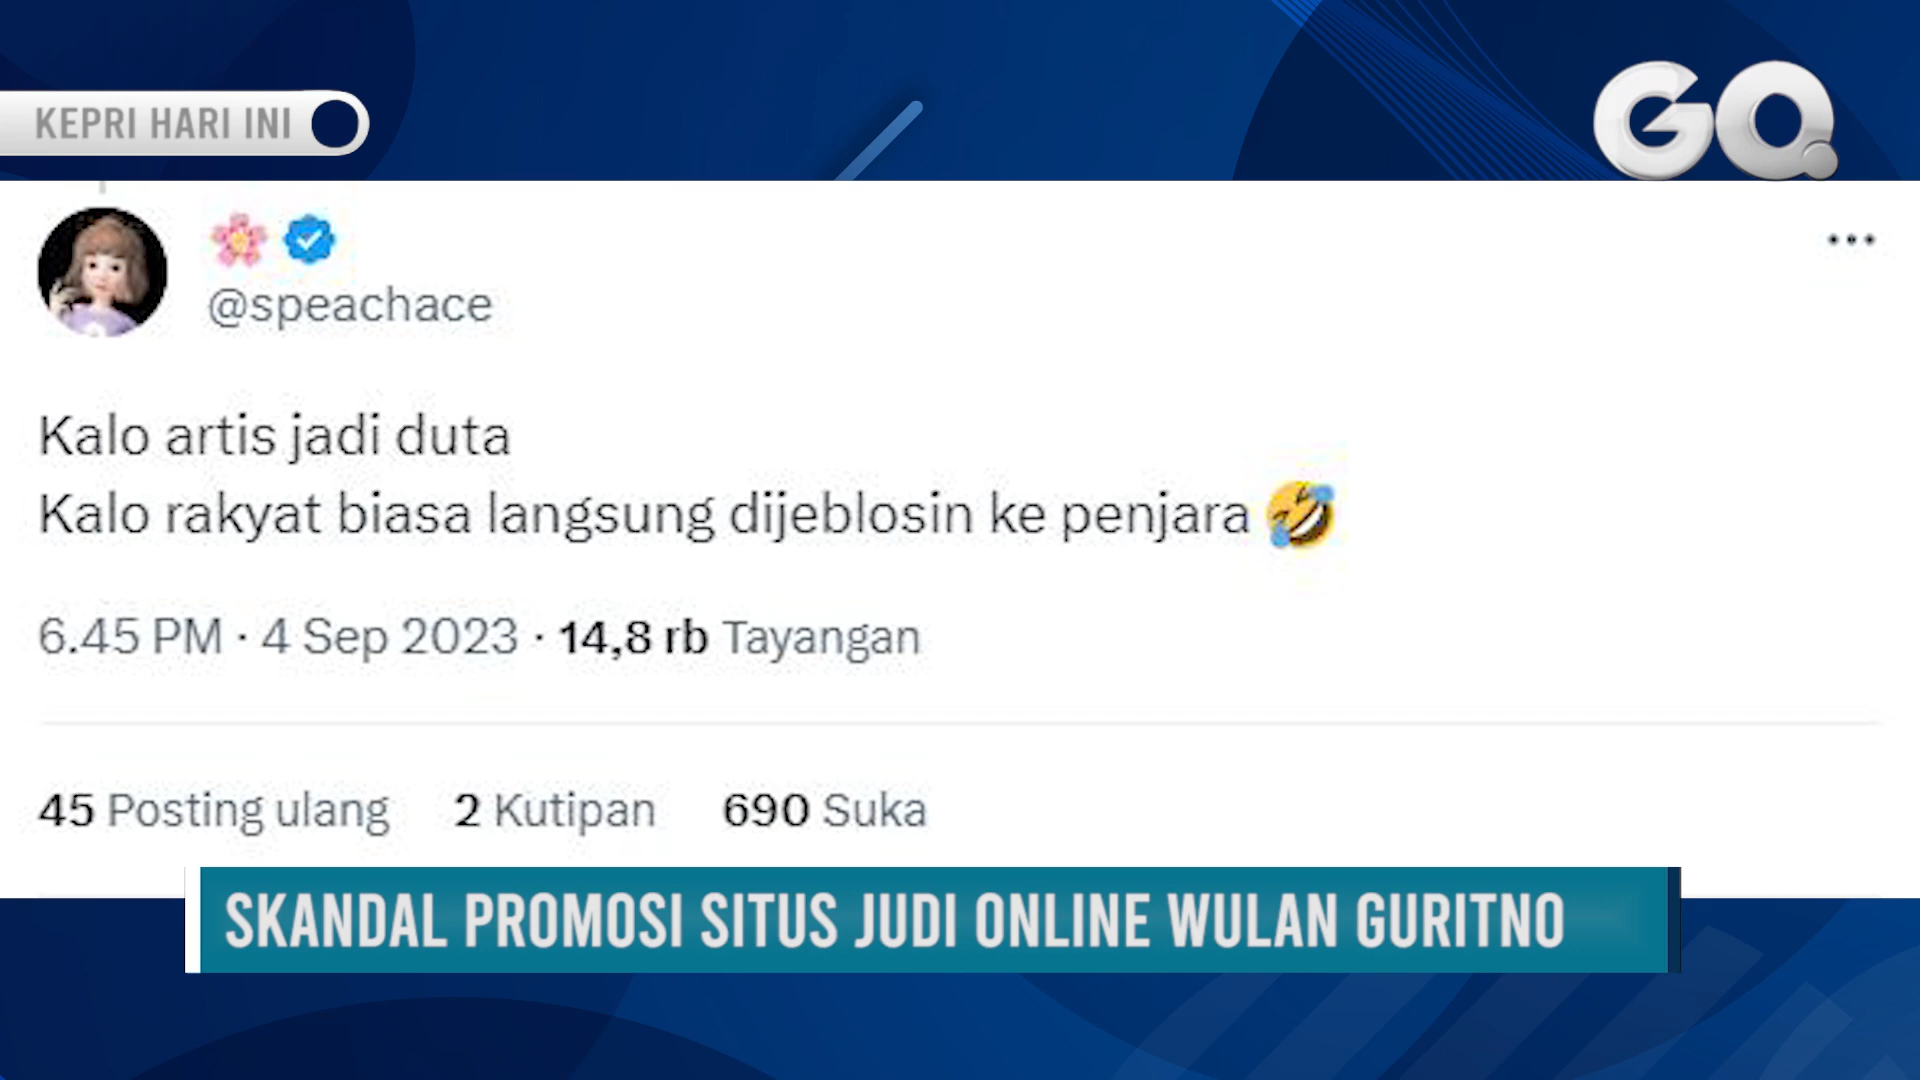 KEPRI HARI INI
GQ
@speachace
Kalo artis jadi duta
Kalo rakyat biasa langsung dijeblosin ke penjara 🤣
6.45 PM · 4 Sep 2023 · 14,8 rb Tayangan
45 Posting ulang 2 Kutipan 690 Suka
SKANDAL PROMOSI SITUS JUDI ONLINE WULAN GURITNO